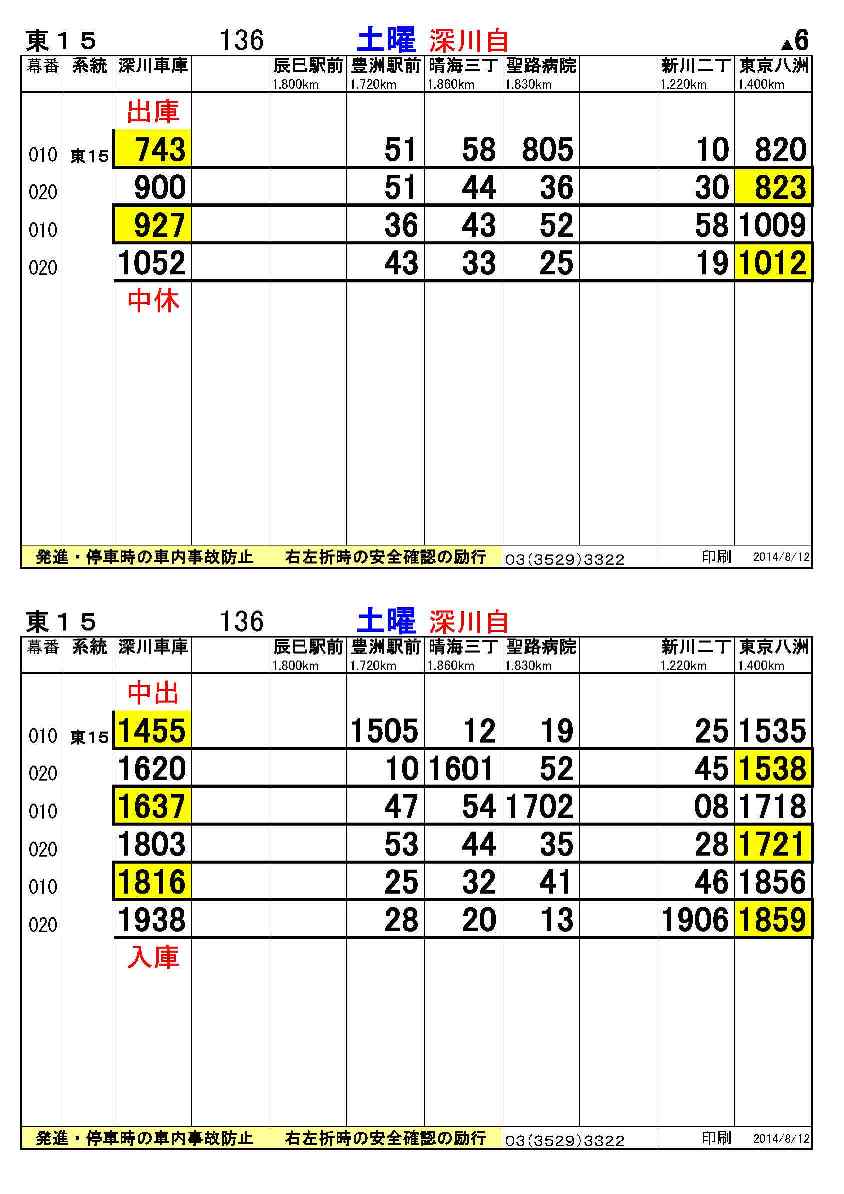 東１５ 136 土曜 深川自 ▲6
幕番 系統 深川車庫 辰巳駅前 豊洲駅前 晴海三丁 聖路病院 新川二丁 東京八洲
1.800km 1.720km 1.860km 1.830km 1.220km 1.400km
出庫
010 東15 743 51 58 805 10 820
020 900 51 44 36 30 823
010 927 36 43 52 58 1009
020 1052 43 33 25 19 1012
中休
発進・停車時の車内事故防止 右左折時の安全確認の励行 03(3529)3322 印刷 2014/8/12
東１５ 136 土曜 深川自
幕番 系統 深川車庫 辰巳駅前 豊洲駅前 晴海三丁 聖路病院 新川二丁 東京八洲
1.800km 1.720km 1.860km 1.830km 1.220km 1.400km
中出
010 東15 1455 1505 12 19 25 1535
020 1620 10 1601 52 45 1538
010 1637 47 54 1702 08 1718
020 1803 53 44 35 28 1721
010 1816 25 32 41 46 1856
020 1938 28 20 13 1906 1859
入庫
発進・停車時の車内事故防止 右左折時の安全確認の励行 03(3529)3322 印刷 2014/8/12